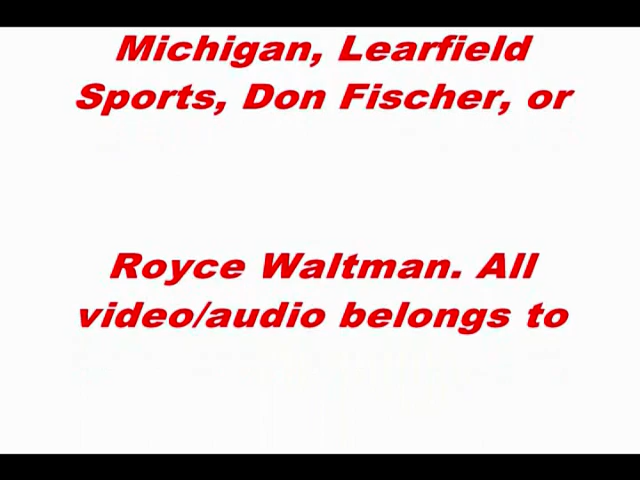 Michigan, Learfield
Sports, Don Fischer, or
Royce Waltman. All
video/audio belongs to